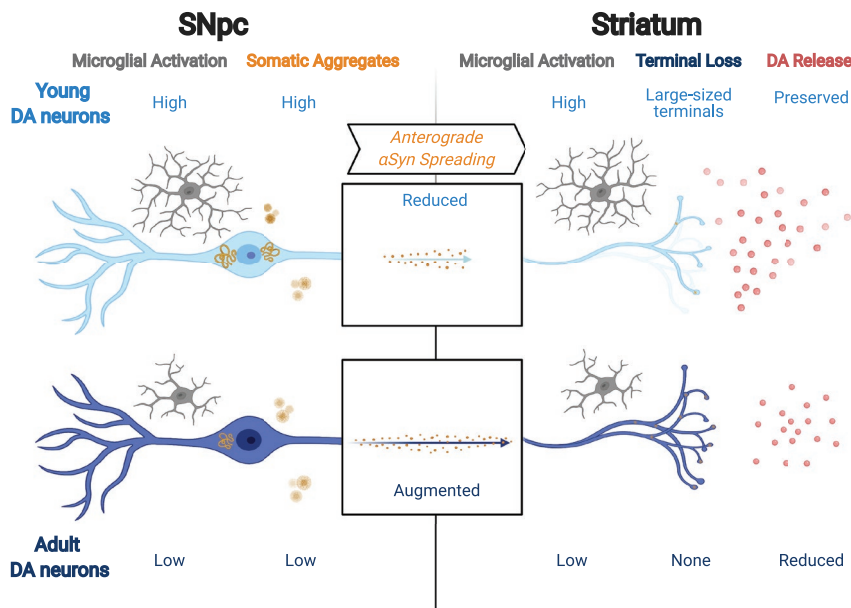 SNpc
Striatum
Microglial Activation
Somatic Aggregates
Microglial Activation
Terminal Loss
DA Release
Young
DA neurons
High
High
High
Large-sized
terminals
Preserved
Anterograde
αSyn Spreading
Reduced
Augmented
Adult
DA neurons
Low
Low
Low
None
Reduced